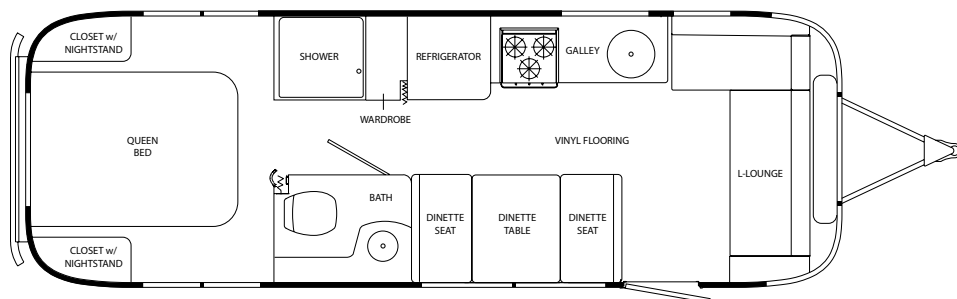 CLOSET w/
NIGHTSTAND
SHOWER
REFRIGERATOR
GALLEY
WARDROBE
QUEEN
BED
VINYL FLOORING
L-LOUNGE
BATH
DINETTE
SEAT
DINETTE
TABLE
DINETTE
SEAT
CLOSET w/
NIGHTSTAND